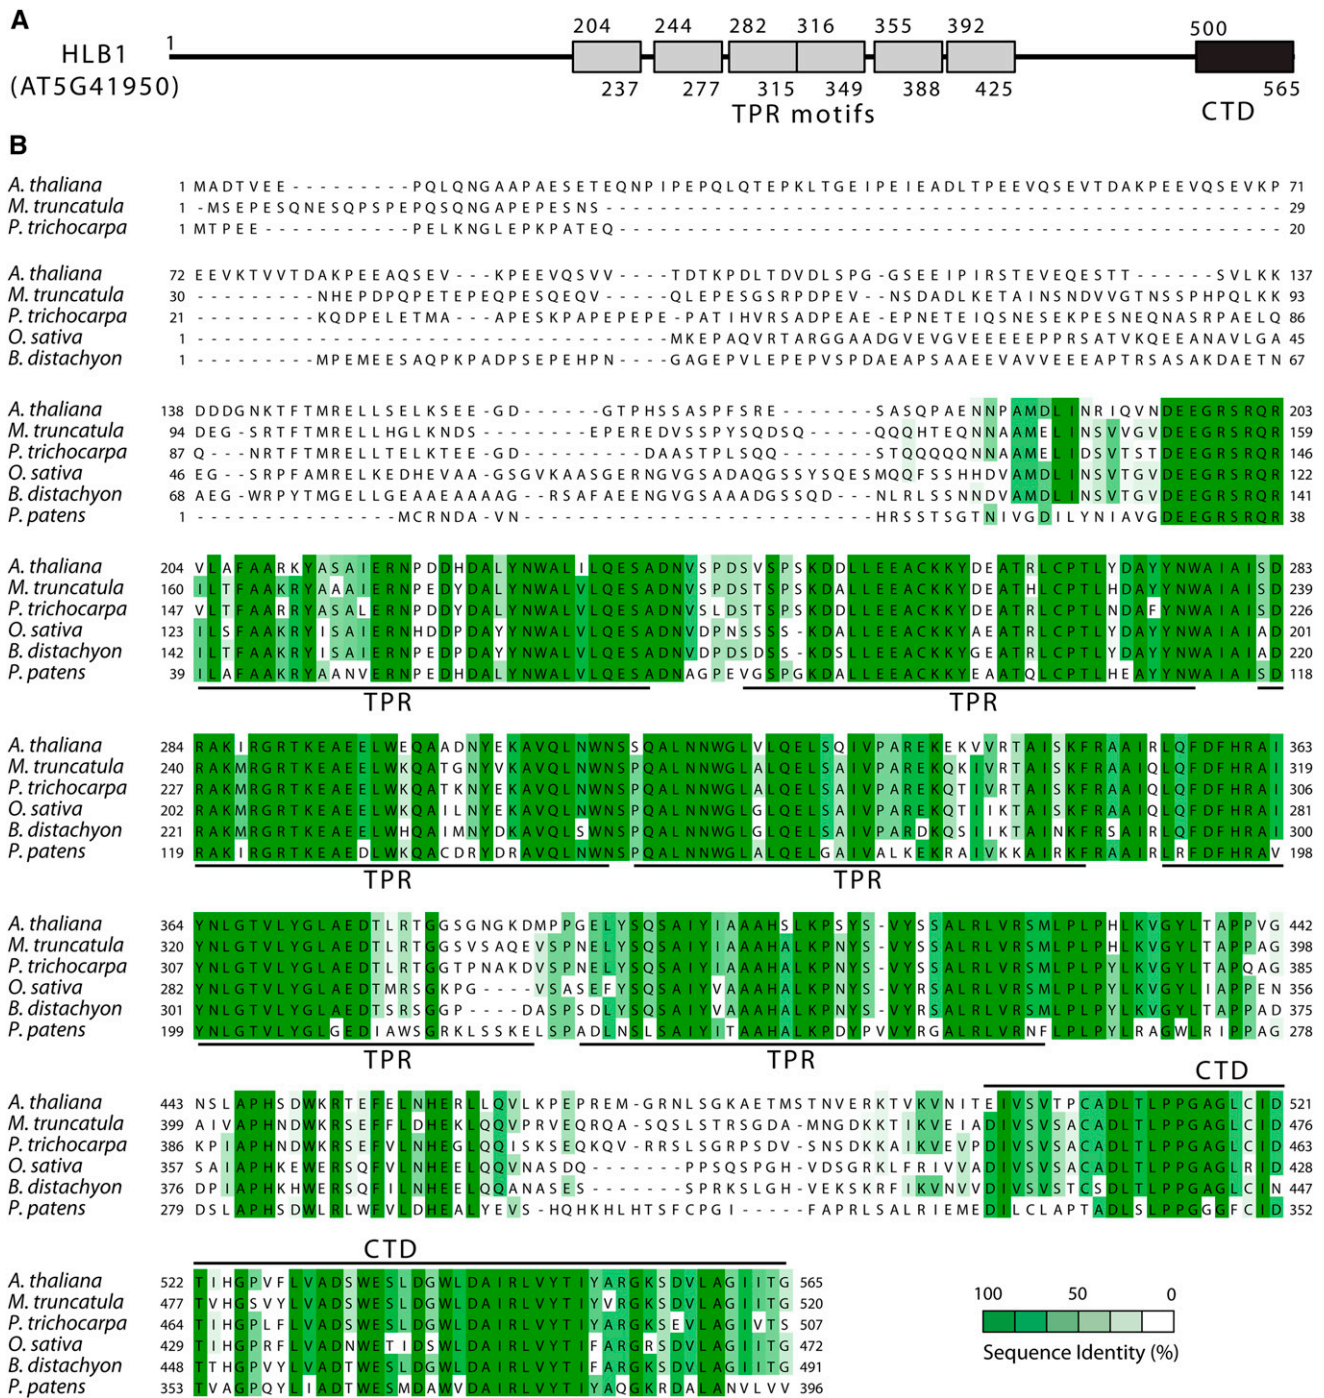 A
1
204 244 282 316 355 392 500
HLB1
(AT5G41950)
237 277 315 349 388 425 565
TPR motifs
CTD
B
A. thaliana 1 MADTVEE---------PQLQNGAAPAESETEQNPIPEPQLQTEPKLTGEIPEIEADLTPEEVQSEVTDAKPEEVQSEVKP 71
M. truncatula 1 -MSEPESQNESQPSPEPQSQNGAPEPESNS-------------------------------------------------- 29
P. trichocarpa 1 MTPEE-----------PELKNGLEPKPATEQ------------------------------------------------- 20
A. thaliana 72 EEVKTVVTDAKPEEAQSEV---KPEEVQSVV----TDTKPDLTDVDLSPG-GSEEIPIRSTEVEQESTT------SVLKK 137
M. truncatula 30 ---------NHEPDPQPETEPEQPESQEQV-----QLEPESGSRPDPEV--NSDADLKETAINSNDVVGTNSSPHPQLKK 93
P. trichocarpa 21 ---------KQDPELETMA---APESKPAPEPEPE-PATIHVRSADPEAE-EPNETEIQSNESEKPESNEQNASRPAELQ 86
O. sativa 1 -----------------------------------MKEPAQVRTARGGAADGVEVGVEEEEEEPPRSATVKQEEANAVLGA 45
B. distachyon 1 ---------MPEMEESAQPKPADPSEPEHPN----GAGEPVLEPEPVSPDAEAPSAAEEVAVVEEEEAPTRSASAKDAETN 67
A. thaliana 138 DDDGNKTFTMRELLSELKSEE-GD------GTPHSSASPFSRE-------SASQPAENNPAMDLINRIQVNDEEGRSRQR 203
M. truncatula 94 DEG-SRTFTMRELLHGLKNDS---------EPEREDVSSPYSQDSQ----QQQHTEQNNAAMELINSVVGVDEEGRSRQR 159
P. trichocarpa 87 Q---NRTFTMRELLTELKTEE-GD------DAASTPLSQQ-------STQQQQQNNAAMELIDSVTSTDEEGRSRQR 146
O. sativa 46 EG--SRPFAMRELKEDHEVAA-GSGVKAASGERNGVGSADAQGSSYSQESMQQFSSHHDVAMDLINSVTGVDEEGRSRQR 122
B. distachyon 68 AEG-WRPYTMGELLGEAAEAAAAG--RSAFAEENGVGSAAADGSSQD---NLRLSSNNDVAMDLINSVTGVDEEGRSRQR 141
P. patens 1 ---------------MCRNDA-VN--------------------------HRSSTSGTNIVGDILYNIAVGDEEGRSRQR 38
A. thaliana 204 VLAFAARKYASAIERNPDDHDALYNWALILQESADNVSPDSVSPSKDDLLEEACKKYDEATRLCPTLYDAYYNWAIAISD 283
M. truncatula 160 ILTFAAKRYAAAIERNPEDYDALYNWALVLQESADNVSPDSTSPSKDALLEEACKKYDEATHLCPTLHDAYYNWAIAISD 239
P. trichocarpa 147 VLTFAARRYASALERNPEDYDALYNWALVLQESADNVSLDSTSPSKDALLEEACKKYDEATRLCPTLNDAFYNWAIAISD 226
O. sativa 123 ILSFAAKRYISAIERNHDDPDAYYNWALVLQESADNVDPNSSSS-KDALLEEACKKYAEATRLCPTLYDAYYNWAIAIAD 201
B. distachyon 142 ILTFAAKRYISAIERNPEDPDAYYNWALVLQESADNVDPDSDSS-KDSLLEEACKKYGEATRLCPTLYDAYYNWAIAIAD 220
P. patens 39 ILAFAAKRYAANVERNPEDHDALYNWALVLQESADNAGPEVGSPGKDALLEEACKKYEAATQLCPTLHEAYYNWAIAISD 118
TPR TPR
A. thaliana 284 RAKIRGRTKEAEELWEQAADNYEKAVQLNWNSSQALNNWGLVLQELSQIVPAREKEKVVRTAISKFRAAIRLQFDFHRAI 363
M. truncatula 240 RAKMRGRTKEAEELWKQATGNYVKAVQLNWNSPQALNNWGLALQELSAIVPAREKQKIVRTAISKFRAAIQLQFDFHRAI 319
P. trichocarpa 227 RAKMRGRTKEAEELWKQATKNYEKAVQLNWNSPQALNNWGLALQELSAIVPAREKQTIVRTAISKFRAAIQLQFDFHRAI 306
O. sativa 202 RAKMRGRTKEAEELWKQAILNYEKAVQLNWNSPQALNNWGLGLQELSAIVPAREKQTIIKTAISKFRAAIQLQFDFHRAI 281
B. distachyon 221 RAKMRGRTKEAEELWHQAIMNYDKAVQLSWNSPQALNNWGLGLQELSAIVPARDKQSIIKTAINKFRSAIRLQFDFHRAI 300
P. patens 119 RAKIRGRTKEAEDLWKQACDRYDRAVQLNWNSPQALNNWGLALQELGAIVALKEKRAIVKKAIRKFRAAIRLRFDFHRAV 198
TPR TPR
A. thaliana 364 YNLGTVLYGLAEDTLRTGGSGNGKDMPPGELYSQSAIYIAAAHSLKPSYS-VYSSALRLVRSMLPLPHLKVGYLTAPPVG 442
M. truncatula 320 YNLGTVLYGLAEDTLRTGGSVSAQEVSPNELYSQSAIYIAAAHALKPNYS-VYSSALRLVRSMLPLPHLKVGYLTAPPAG 398
P. trichocarpa 307 YNLGTVLYGLAEDTLRTGGTPNAKDVSPNELYSQSAIYIAAAHALKPNYS-VYSSALRLVRSMLPLPYLKVGYLTAPQAG 385
O. sativa 282 YNLGTVLYGLAEDTMRSGKPG----VSASEFYSQSAIYVAAAHALKPNYS-VYRSALRLVRSMLPLPYLKVGYLIAPPEN 356
B. distachyon 301 YNLGTVLYGLAEDTSRSGGP----DASPSDLYSQSAIYVAAAHALKPNYS-VYRSALRLVRSMLPLPYLKVGYLTAPPAD 375
P. patens 199 YNLGTVLYGLGEDIAWSGRKLSSKELSPADLNSLSAIYITAAHALKPDYPVVYRGALRLVRNFLPLPYLRAGWLRIPPAG 278
TPR TPR
CTD
A. thaliana 443 NSLAPHSDWKRTEFELNHERLLQVLKPEPREM-GRNLSGKAETMSTNVERKTVKVNITEIVSVTPCADLTLPPGAGLCID 521
M. truncatula 399 AIVAPHNDWKRSEFFLDHEKLQQVPRVEQRQA-SQSLSTRSGDA-MNGDKKTIKVEIADIVSVSACADLTLPPGAGLCID 476
P. trichocarpa 386 KPIAPHSDWKRSEFVLNHEGLQQISKSEQKQV-RRSLSGRPSDV-SNSDKKAIKVEVPDIVSVSPCADLTLPPGAGLCID 463
O. sativa 357 SAIAPHKEWERSQFVLNHEELQQVNASDQ-------PPSQSPGH-VDSGRKLFRIVVADIVSVSACADLTLPPGAGLRID 428
B. distachyon 376 DPIAPHKHWERSQFILNHEELQQANASES-------SPRKSLGH-VEKSKRFIKVNVVDIVSVSTCSDLTLPPGAGLCIN 447
P. patens 279 DSLAPHSDWLRLWFVLDHEALYEVS-HQHKHLHTSFCPGI-----FAPRLSALRIEMEDILCLAPTADLSLPPGGGFCID 352
CTD
A. thaliana 522 TIHGPVFLVADSWESLDGWLDAIRLVYTIYARGKSDVLAGIITG 565
M. truncatula 477 TVHGSVYLVADSWESLDGWLDAIRLVYTIYVRGKSDVLAGIITG 520
P. trichocarpa 464 TIHGPLFLVADSWESLDGWLDAIRLVYTIYARGKSEVLAGIVTS 507
O. sativa 429 TIHGPRFLVADNWETIDSWLDAIRLVYTIFARGRSDVLAGIITG 472
B. distachyon 448 TTHGPVYLVADTWESLDGWLDAIRLVYTIFARGKSDVLAGIITG 491
P. patens 353 TVAGPQYLIADTWESMDAWVDAIRLVYTIYAQGKRDALANVLVV 396
100 50 0
Sequence Identity (%)